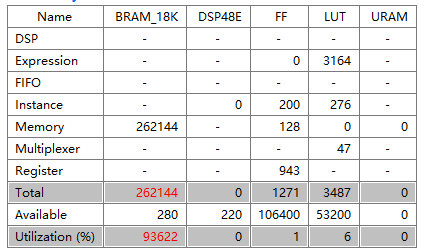 Name BRAM_18K DSP48E FF LUT URAM
DSP - - - - -
Expression - - 0 3164 -
FIFO - - - - -
Instance - 0 200 276 -
Memory 262144 - 128 0 0
Multiplexer - - - 47 -
Register - - 943 - -
Total 262144 0 1271 3487 0
Available 280 220 106400 53200 0
Utilization (%) 93622 0 1 6 0